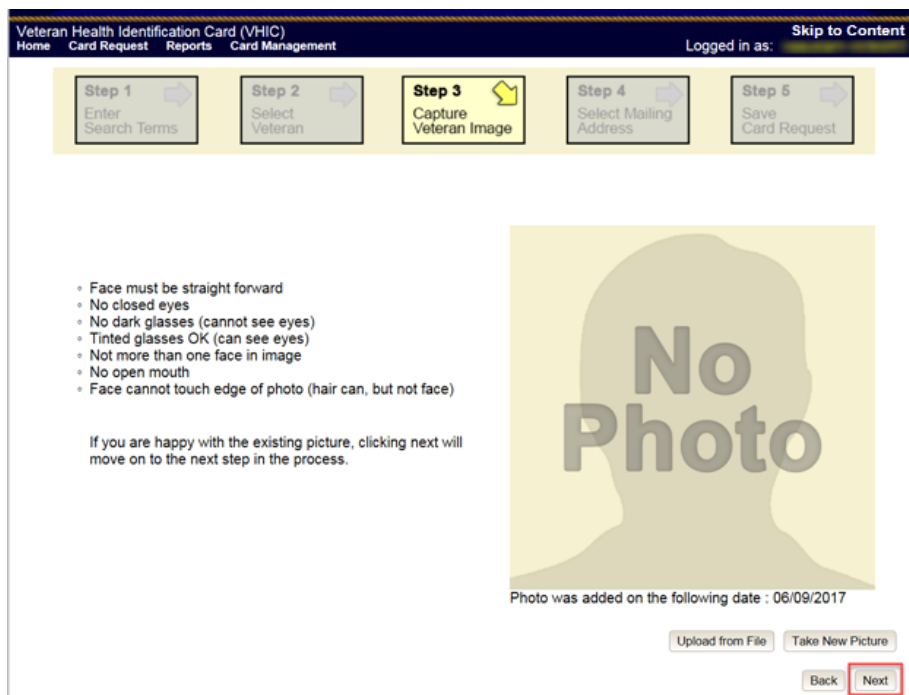 Veteran Health Identification Card (VHIC)
Skip to Content
Home Card Request Reports Card Management
Logged in as:
Step 1
Enter
Search Terms
Step 2
Select
Veteran
Step 3
Capture
Veteran Image
Step 4
Select Mailing
Address
Step 5
Save
Card Request
◦ Face must be straight forward
◦ No closed eyes
◦ No dark glasses (cannot see eyes)
◦ Tinted glasses OK (can see eyes)
◦ Not more than one face in image
◦ No open mouth
◦ Face cannot touch edge of photo (hair can, but not face)
If you are happy with the existing picture, clicking next will
move on to the next step in the process.
No
Photo
Photo was added on the following date : 06/09/2017
Upload from File
Take New Picture
Back
Next